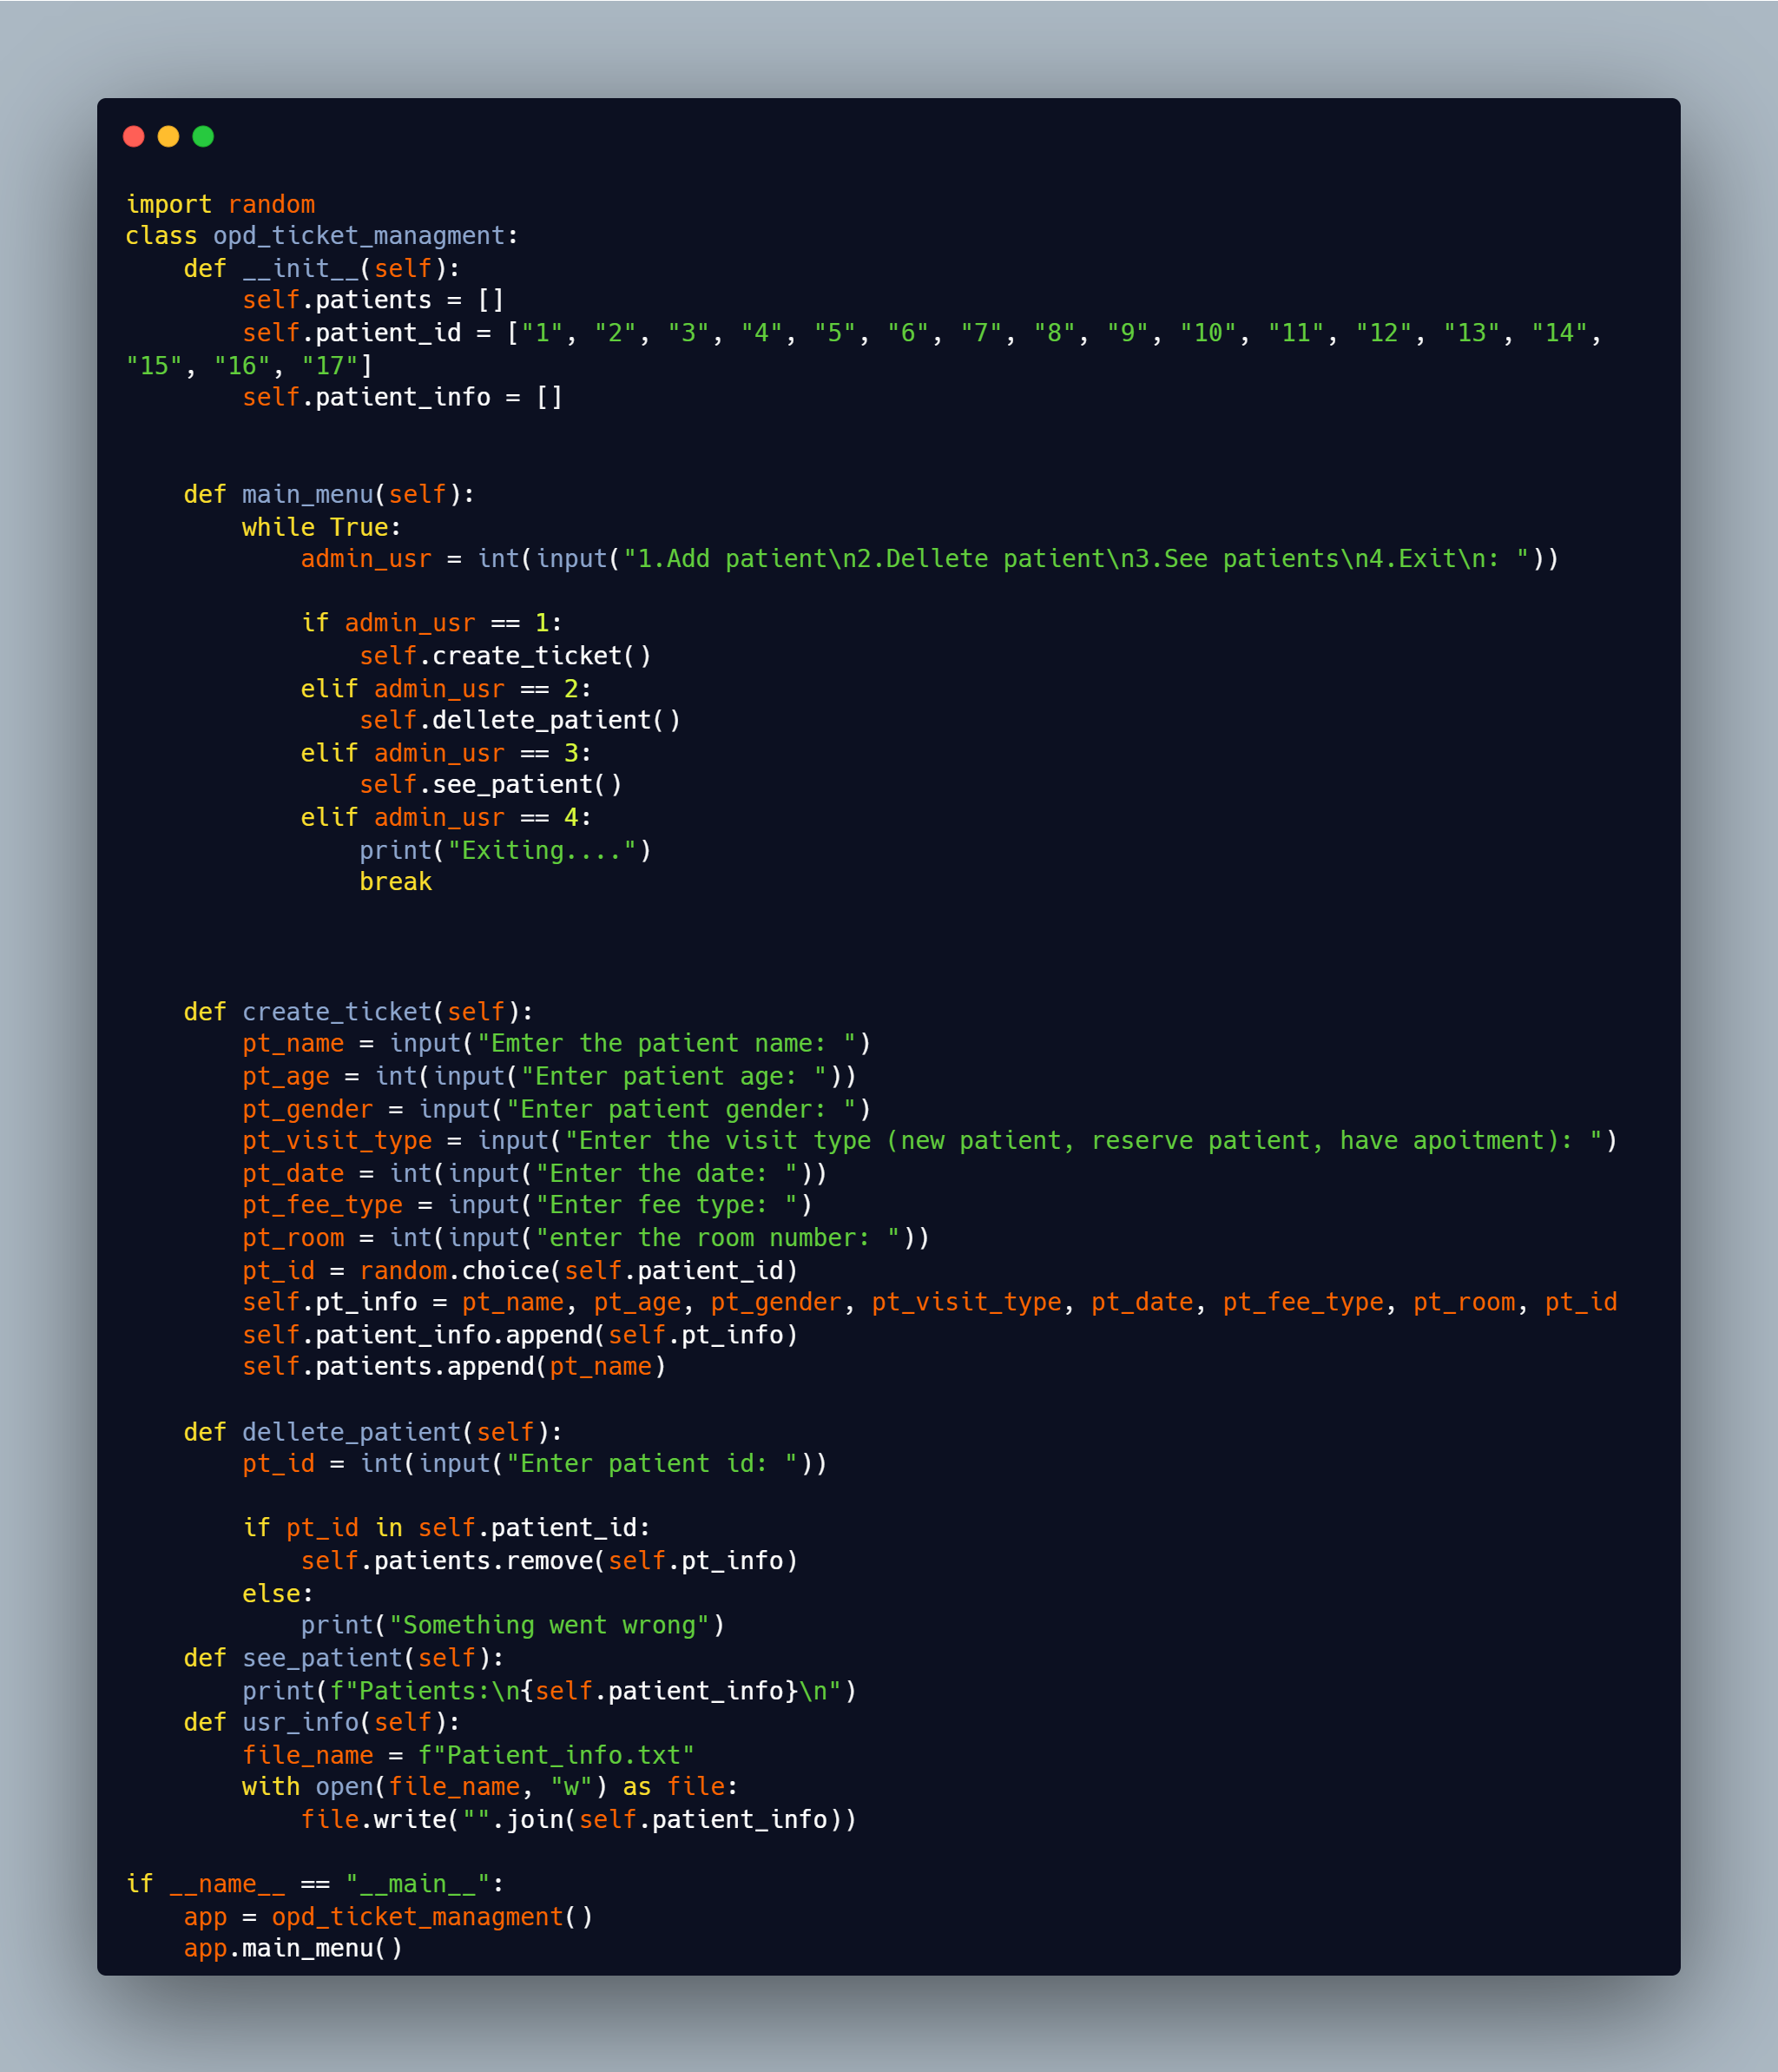 import random
class opd_ticket_managment:
    def __init__(self):
        self.patients = []
        self.patient_id = ["1", "2", "3", "4", "5", "6", "7", "8", "9", "10", "11", "12", "13", "14",
"15", "16", "17"]
        self.patient_info = []

    def main_menu(self):
        while True:
            admin_usr = int(input("1.Add patient\n2.Dellete patient\n3.See patients\n4.Exit\n: "))

            if admin_usr == 1:
                self.create_ticket()
            elif admin_usr == 2:
                self.dellete_patient()
            elif admin_usr == 3:
                self.see_patient()
            elif admin_usr == 4:
                print("Exiting....")
                break

    def create_ticket(self):
        pt_name = input("Emter the patient name: ")
        pt_age = int(input("Enter patient age: "))
        pt_gender = input("Enter patient gender: ")
        pt_visit_type = input("Enter the visit type (new patient, reserve patient, have apoitment): ")
        pt_date = int(input("Enter the date: "))
        pt_fee_type = input("Enter fee type: ")
        pt_room = int(input("enter the room number: "))
        pt_id = random.choice(self.patient_id)
        self.pt_info = pt_name, pt_age, pt_gender, pt_visit_type, pt_date, pt_fee_type, pt_room, pt_id
        self.patient_info.append(self.pt_info)
        self.patients.append(pt_name)

    def dellete_patient(self):
        pt_id = int(input("Enter patient id: "))

        if pt_id in self.patient_id:
            self.patients.remove(self.pt_info)
        else:
            print("Something went wrong")
    def see_patient(self):
        print(f"Patients:\n{self.patient_info}\n")
    def usr_info(self):
        file_name = f"Patient_info.txt"
        with open(file_name, "w") as file:
            file.write("".join(self.patient_info))

if __name__ == "__main__":
    app = opd_ticket_managment()
    app.main_menu()